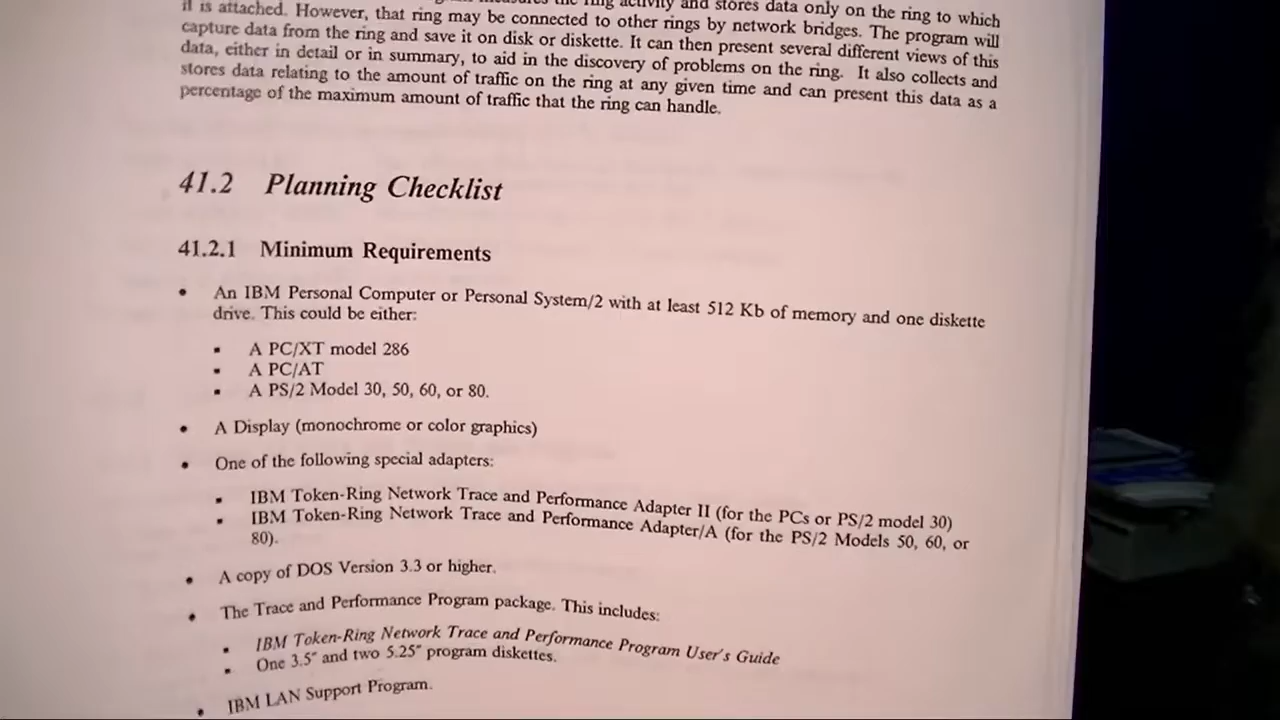 ring activity and stores data only on the ring to which
it is attached. However, that ring may be connected to other rings by network bridges. The program will
capture data from the ring and save it on disk or diskette. It can then present several different views of this
data, either in detail or in summary, to aid in the discovery of problems on the ring. It also collects and
stores data relating to the amount of traffic on the ring at any given time and can present this data as a
percentage of the maximum amount of traffic that the ring can handle.
41.2 Planning Checklist
41.2.1 Minimum Requirements
• An IBM Personal Computer or Personal System/2 with at least 512 Kb of memory and one diskette
drive. This could be either:
▪ A PC/XT model 286
▪ A PC/AT
▪ A PS/2 Model 30, 50, 60, or 80.
• A Display (monochrome or color graphics)
• One of the following special adapters:
▪ IBM Token-Ring Network Trace and Performance Adapter II (for the PCs or PS/2 model 30)
▪ IBM Token-Ring Network Trace and Performance Adapter/A (for the PS/2 Models 50, 60, or
80).
• A copy of DOS Version 3.3 or higher.
• The Trace and Performance Program package. This includes:
▪ IBM Token-Ring Network Trace and Performance Program User's Guide
▪ One 3.5″ and two 5.25″ program diskettes.
• IBM LAN Support Program.